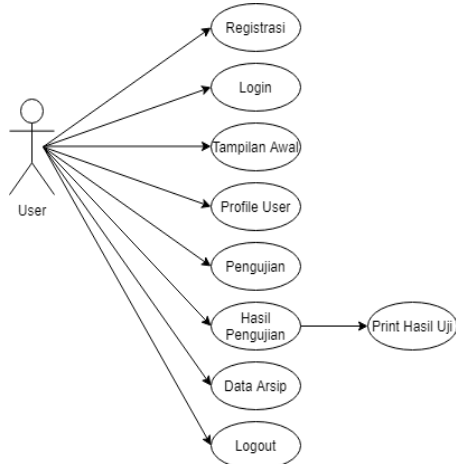 Registrasi
Login
Tampilan Awal
User
Profile User
Pengujian
Hasil
Pengujian
Print Hasil Uji
Data Arsip
Logout